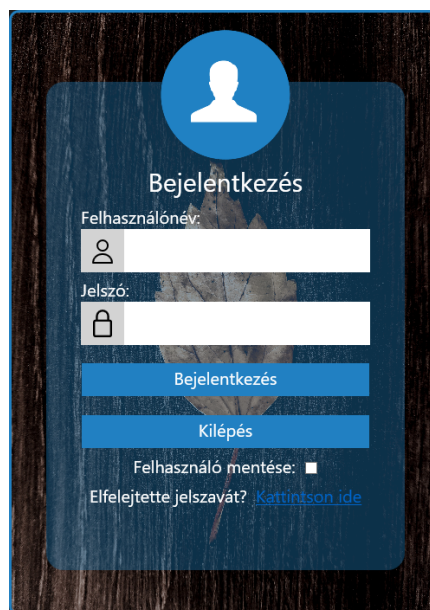 Bejelentkezés
Felhasználónév:
Jelszó:
Bejelentkezés
Kilépés
Felhasználó mentése:
Elfelejtette jelszavát? Kattintson ide